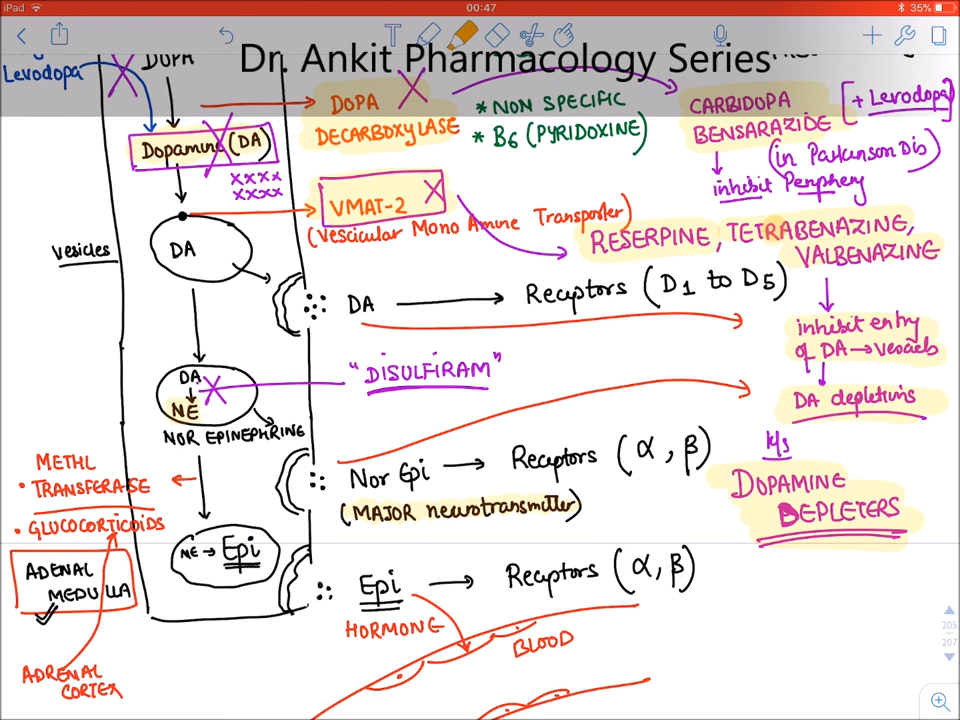 iPad
00:47
35%
Dr. Ankit Pharmacology Series
Levodopa
DOPA
DOPA
DECARBOXYLASE
* NON SPECIFIC
* B6 (PYRIDOXINE)
CARBIDOPA
BENSARAZIDE
[+ Levodopa]
(in Parkinson Dis)
inhibit Periphery
Dopamine (DA)
xxxx
xxxx
VMAT-2
(Vescicular Mono Amine Transporter)
RESERPINE, TETRABENAZINE,
VALBENAZINE
Vesicles
DA
DA
Receptors (D1 to D5)
inhibit entry
of DA → vesicles
DA depletions
DA
↓
NE
"DISULFIRAM"
NOR EPINEPHRINE
K/s
DOPAMINE
DEPLETERS
METHL
• TRANSFERASE
• GLUCOCORTICOIDS
Nor Epi
Receptors (α, β)
(MAJOR neurotransmitter)
ADENAL
MEDULLA
NE → Epi
Epi
Receptors (α, β)
HORMONE
BLOOD
ADRENAL
CORTEX
205
207